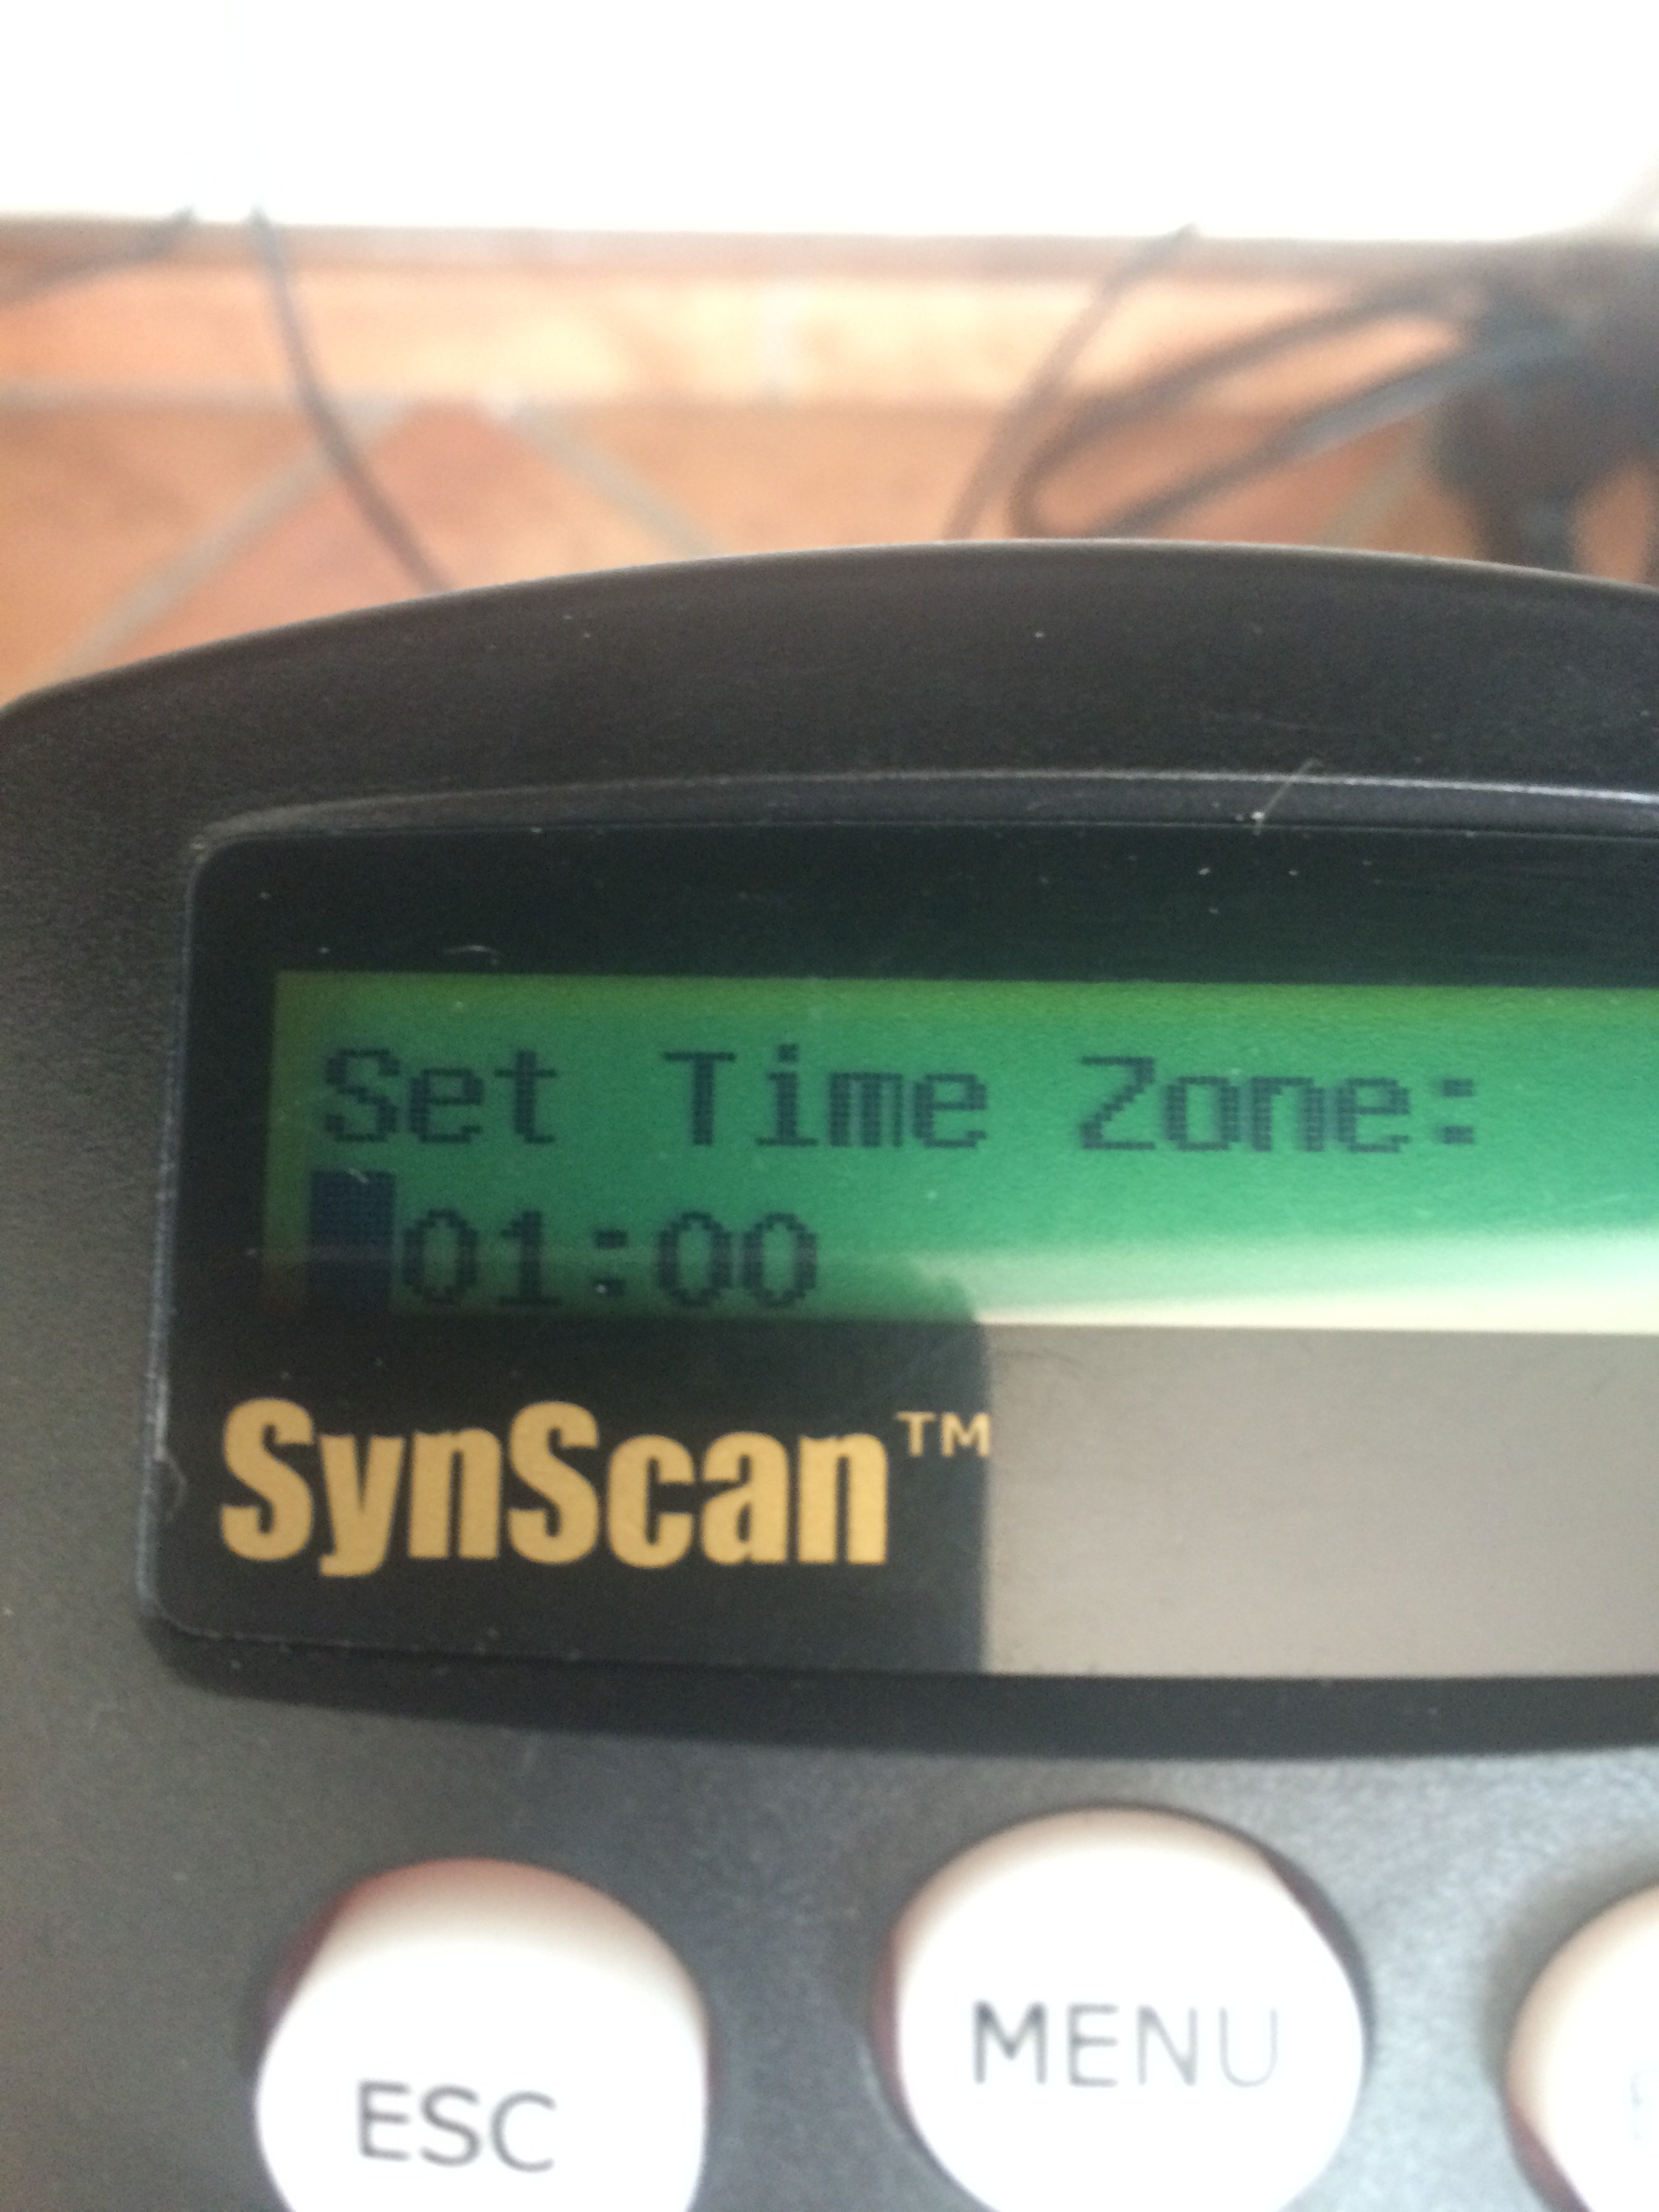 Set Time Zone:
01:00
SynScan™
ESC
MENU